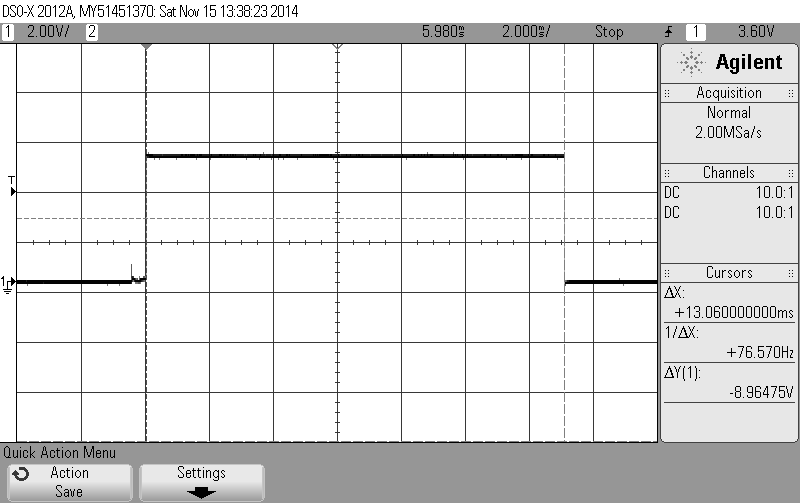 DSO-X 2012A, MY51451370: Sat Nov 15 13:38:23 2014
1 2.00V/ 2 5.980s 2.000s/ Stop 1 3.60V
Agilent
Acquisition
Normal
2.00MSa/s
Channels
DC 10.0:1
DC 10.0:1
Cursors
ΔX:
+13.060000000ms
1/ΔX:
+76.570Hz
ΔY(1):
-8.96475V
T
1
Quick Action Menu
Action
Save
Settings